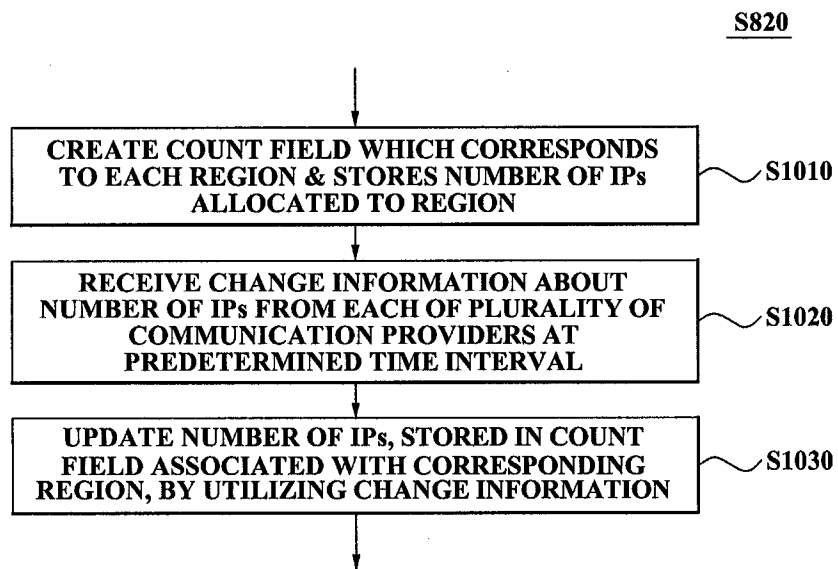 S820
CREATE COUNT FIELD WHICH CORRESPONDS
TO EACH REGION & STORES NUMBER OF IPs
ALLOCATED TO REGION
S1010
RECEIVE CHANGE INFORMATION ABOUT
NUMBER OF IPs FROM EACH OF PLURALITY OF
COMMUNICATION PROVIDERS AT
PREDETERMINED TIME INTERVAL
S1020
UPDATE NUMBER OF IPs, STORED IN COUNT
FIELD ASSOCIATED WITH CORRESPONDING
REGION, BY UTILIZING CHANGE INFORMATION
S1030